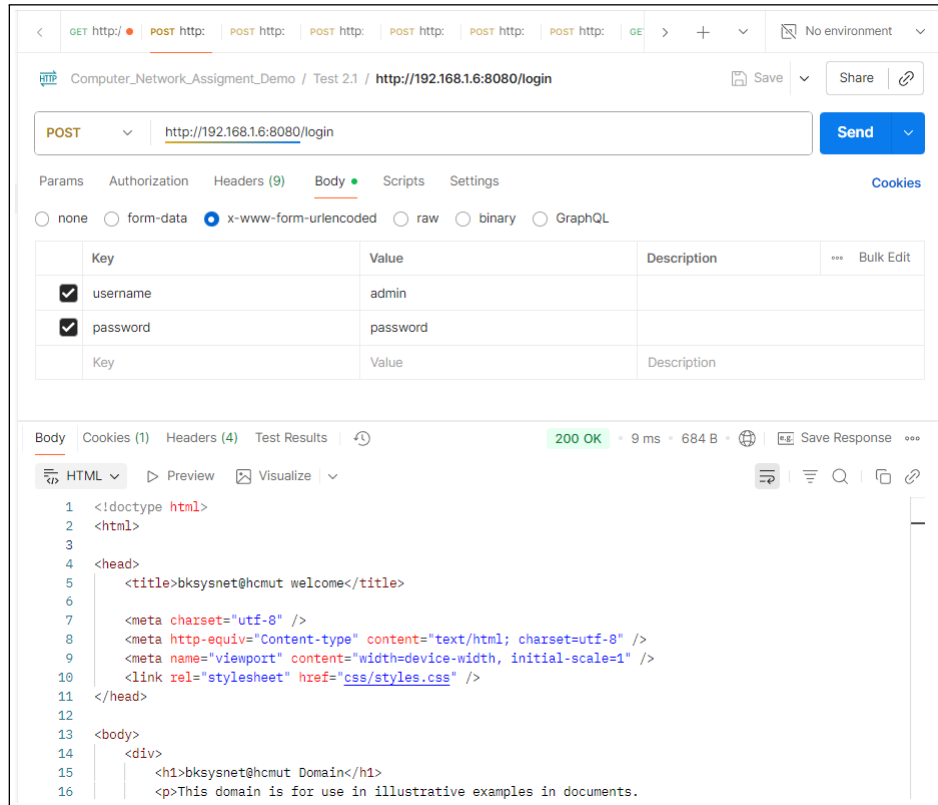 GET http:/ POST http: POST http: POST http: POST http: POST http: POST http: GE No environment
HTTP Computer_Network_Assigment_Demo / Test 2.1 / http://192.168.1.6:8080/login Save Share
POST http://192.168.1.6:8080/login Send
Params Authorization Headers (9) Body Scripts Settings Cookies
none form-data x-www-form-urlencoded raw binary GraphQL
Key Value Description Bulk Edit
username admin
password password
Key Value Description
Body Cookies (1) Headers (4) Test Results 200 OK 9 ms 684 B e.g. Save Response
HTML Preview Visualize
1 <!doctype html>
2 <html>
3
4 <head>
5 <title>bksysnet@hcmut welcome</title>
6
7 <meta charset="utf-8" />
8 <meta http-equiv="Content-type" content="text/html; charset=utf-8" />
9 <meta name="viewport" content="width=device-width, initial-scale=1" />
10 <link rel="stylesheet" href="css/styles.css" />
11 </head>
12
13 <body>
14 <div>
15 <h1>bksysnet@hcmut Domain</h1>
16 <p>This domain is for use in illustrative examples in documents.